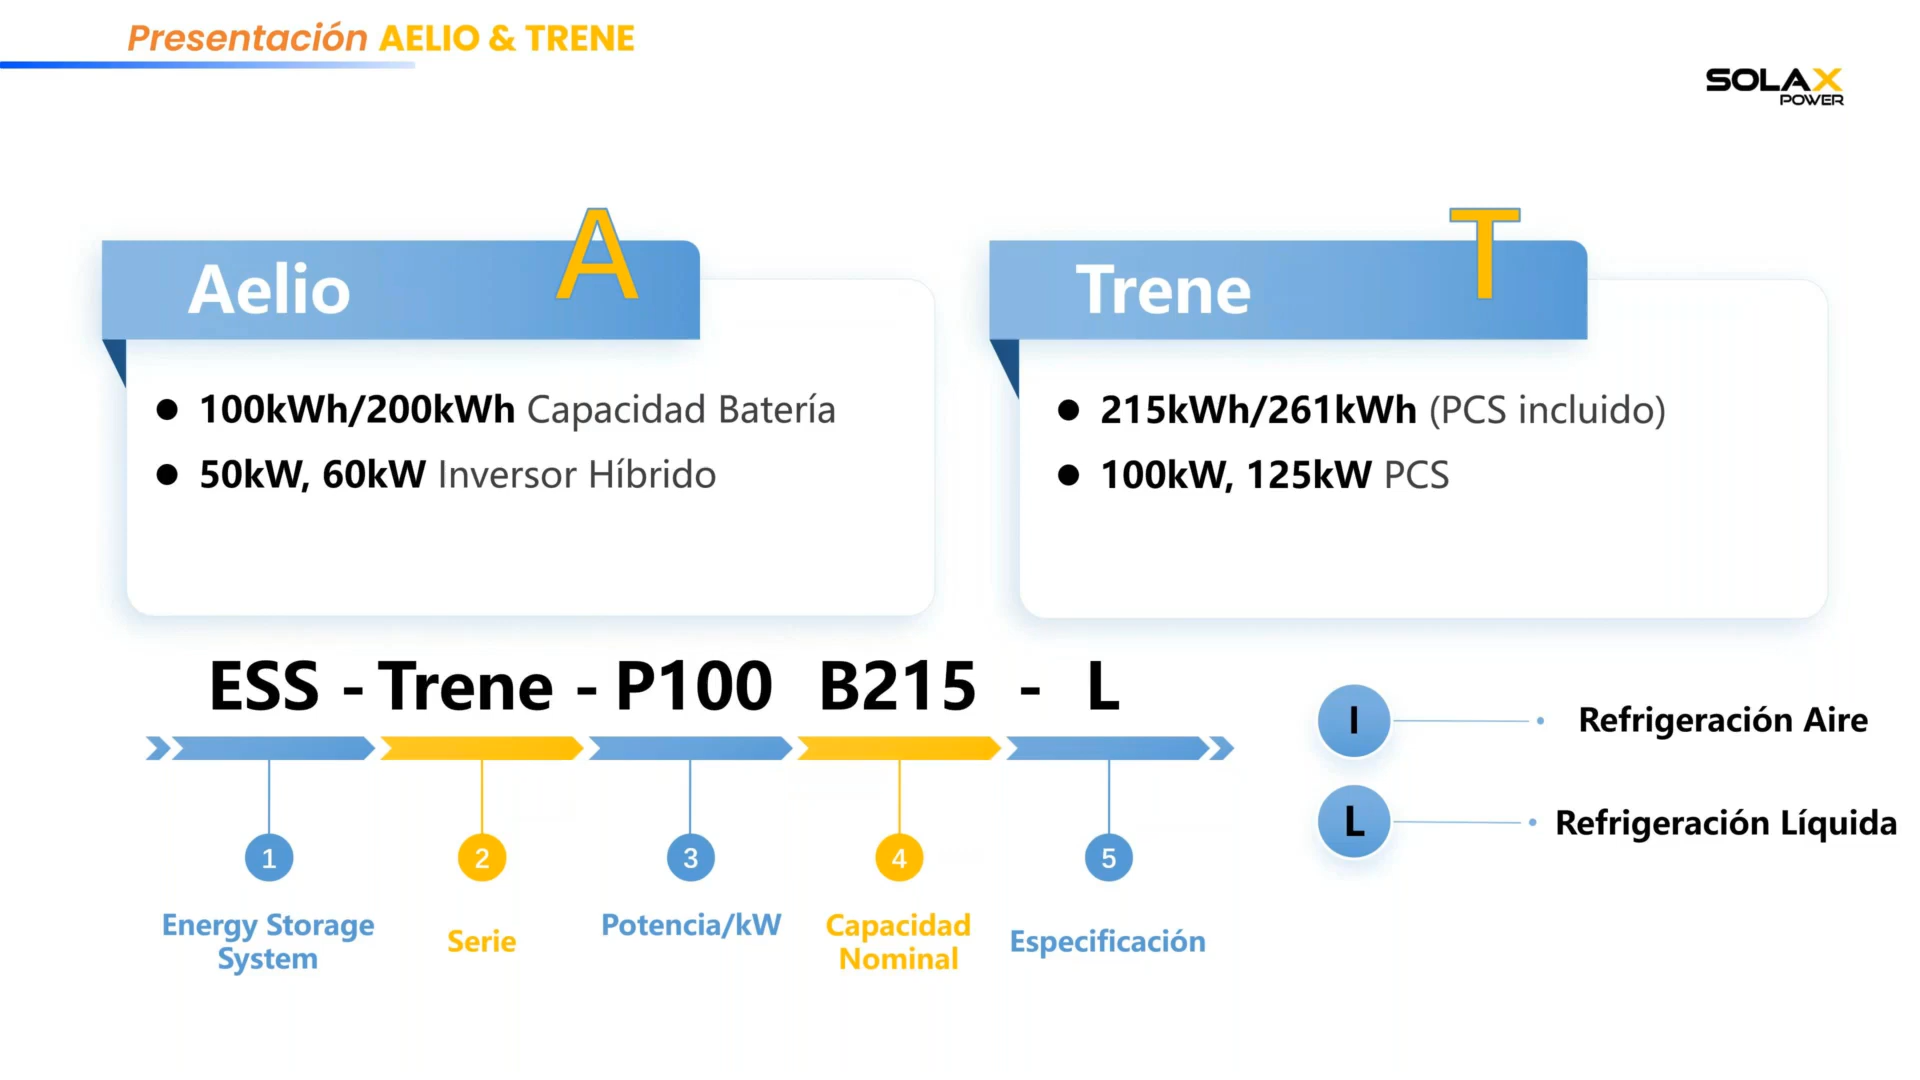 Presentación AELIO & TRENE
SOLAX
POWER
A
Aelio
● 100kWh/200kWh Capacidad Batería
● 50kW, 60kW Inversor Híbrido
T
Trene
● 215kWh/261kWh (PCS incluido)
● 100kW, 125kW PCS
ESS - Trene - P100 B215 - L
1
Energy Storage
System
2
Serie
3
Potencia/kW
4
Capacidad
Nominal
5
Especificación
I Refrigeración Aire
L Refrigeración Líquida